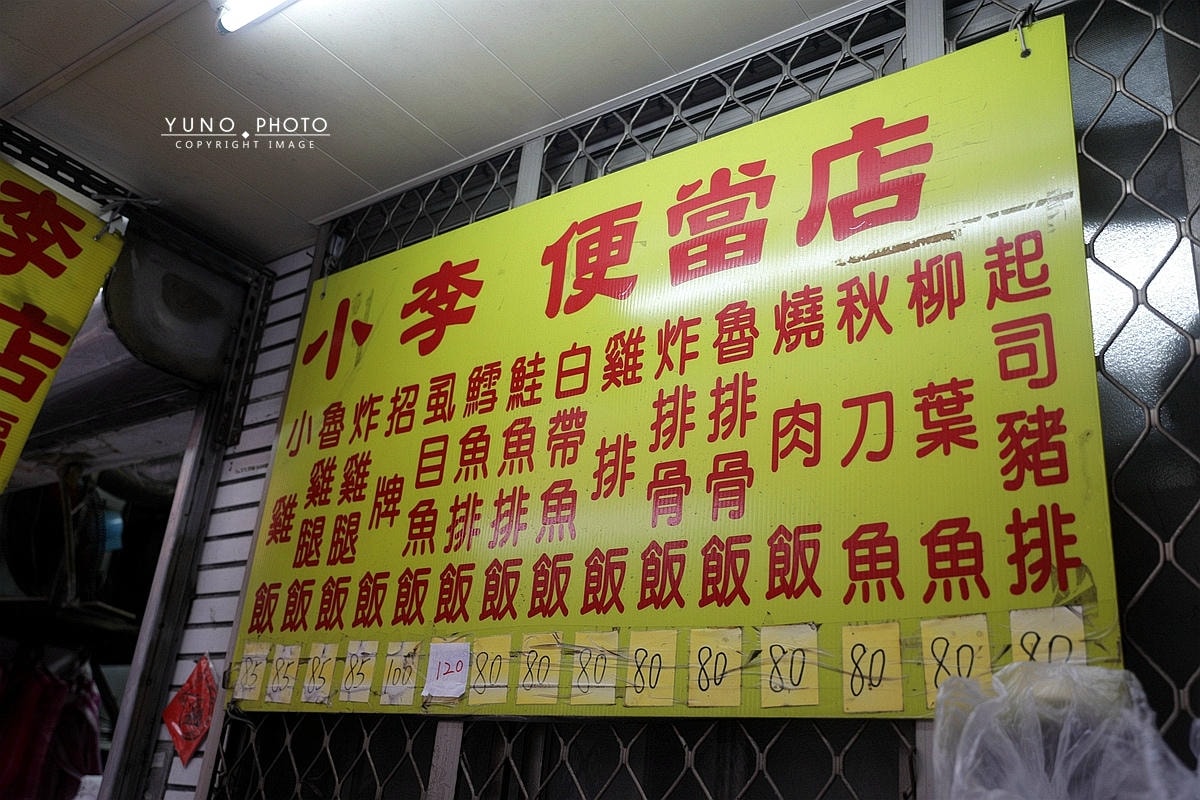 YUNO PHOTO
COPYRIGHT IMAGE
李店
小李便當店
起司豬排
柳葉魚
秋刀魚
燒肉飯
魯排骨飯
炸排骨飯
雞排飯
白帶魚飯
鮭魚排飯
鱈魚排飯
虱目魚飯
招牌飯
炸雞腿飯
魯雞腿飯
小雞飯
85 85 85 85 100 120 80 80 80 80 80 80 80 80 80